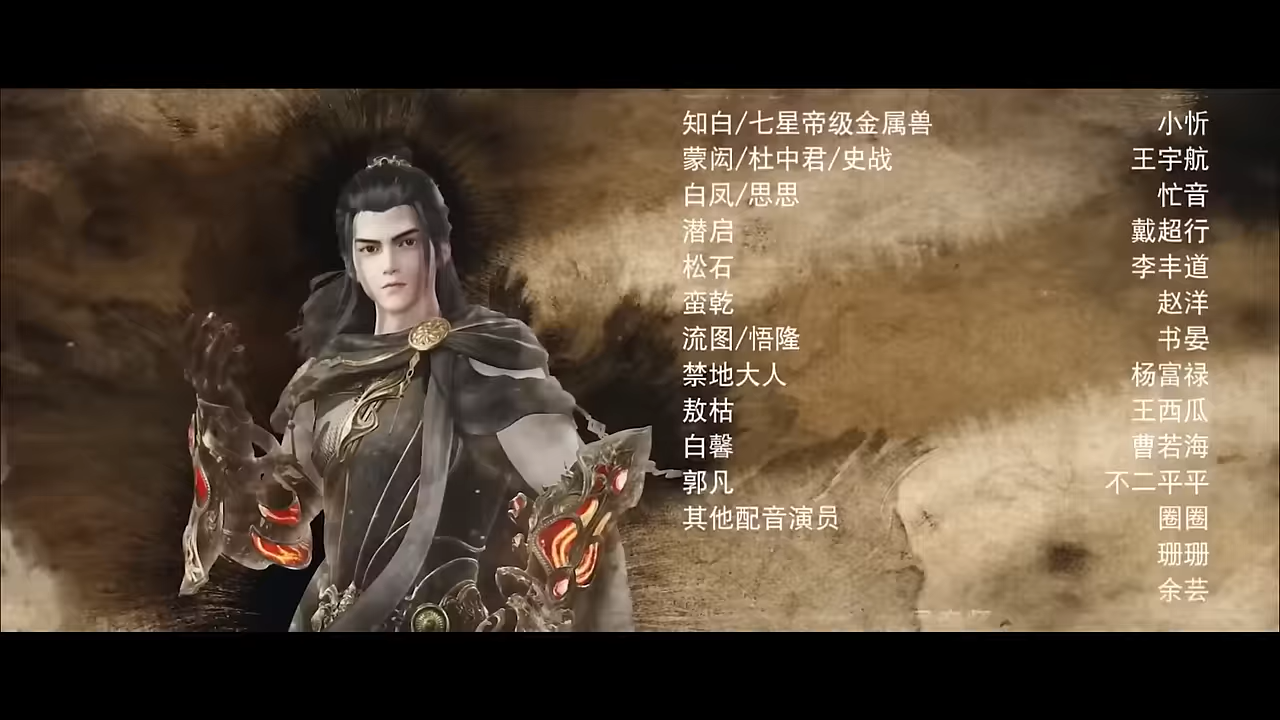 知白/七星帝级金属兽 小忻
蒙闳/杜中君/史战 王宇航
白凤/思思 忙音
潜启 戴超行
松石 李丰道
蛮乾 赵洋
流图/悟隆 书晏
禁地大人 杨富禄
敖枯 王西瓜
白馨 曹若海
郭凡 不二平平
其他配音演员 圈圈
珊珊
余芸